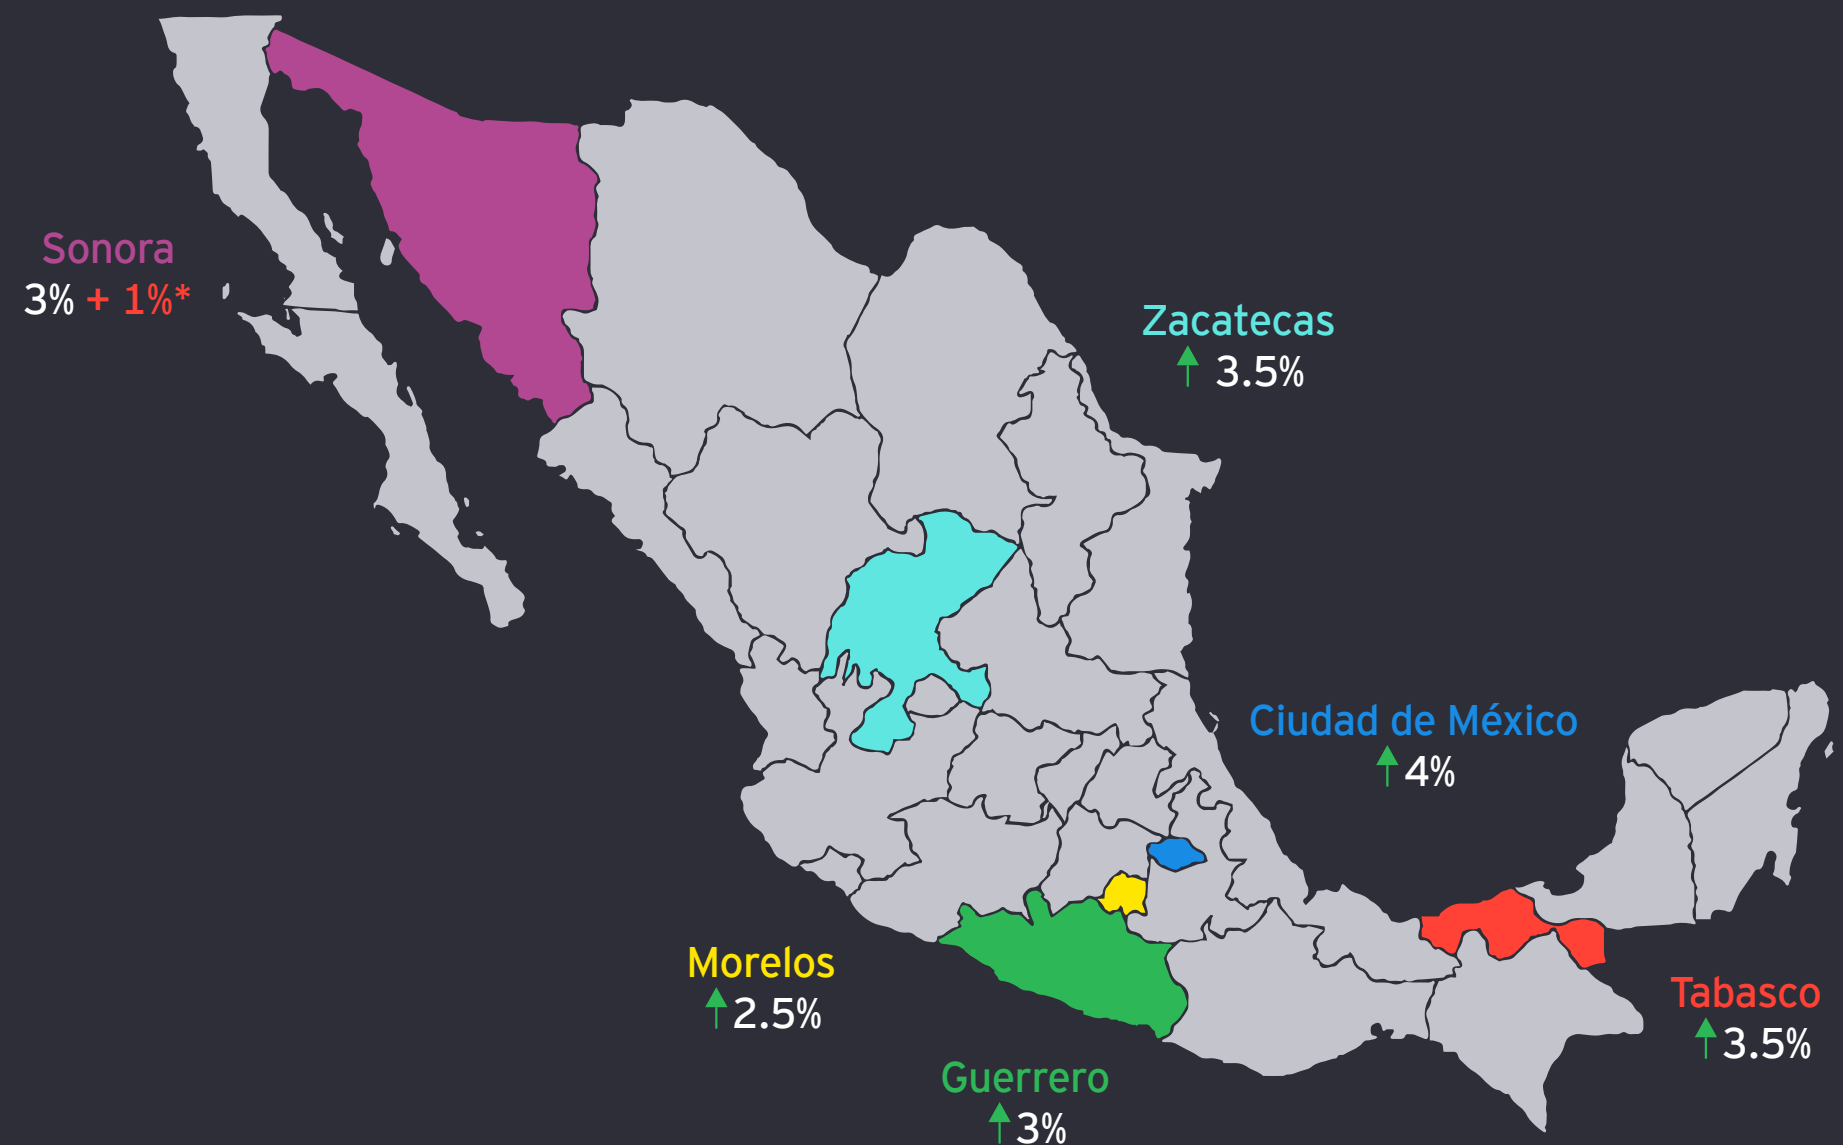 Sonora
3% + 1%*
Zacatecas
3.5%
Ciudad de México
4%
Morelos
2.5%
Tabasco
3.5%
Guerrero
3%